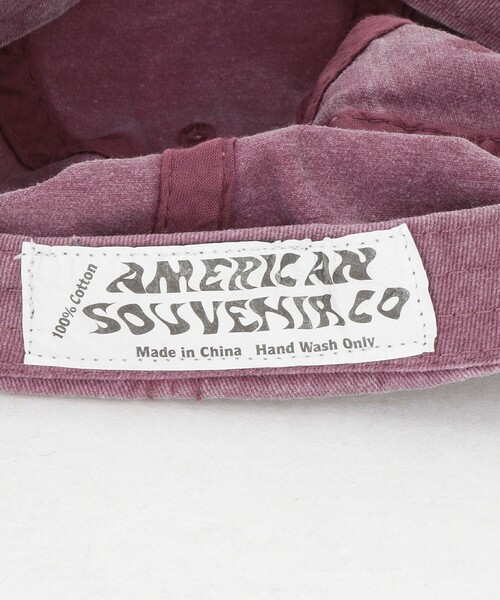 100% Cotton
AMERICAN
SOUVENIR CO
Made in China Hand Wash Only